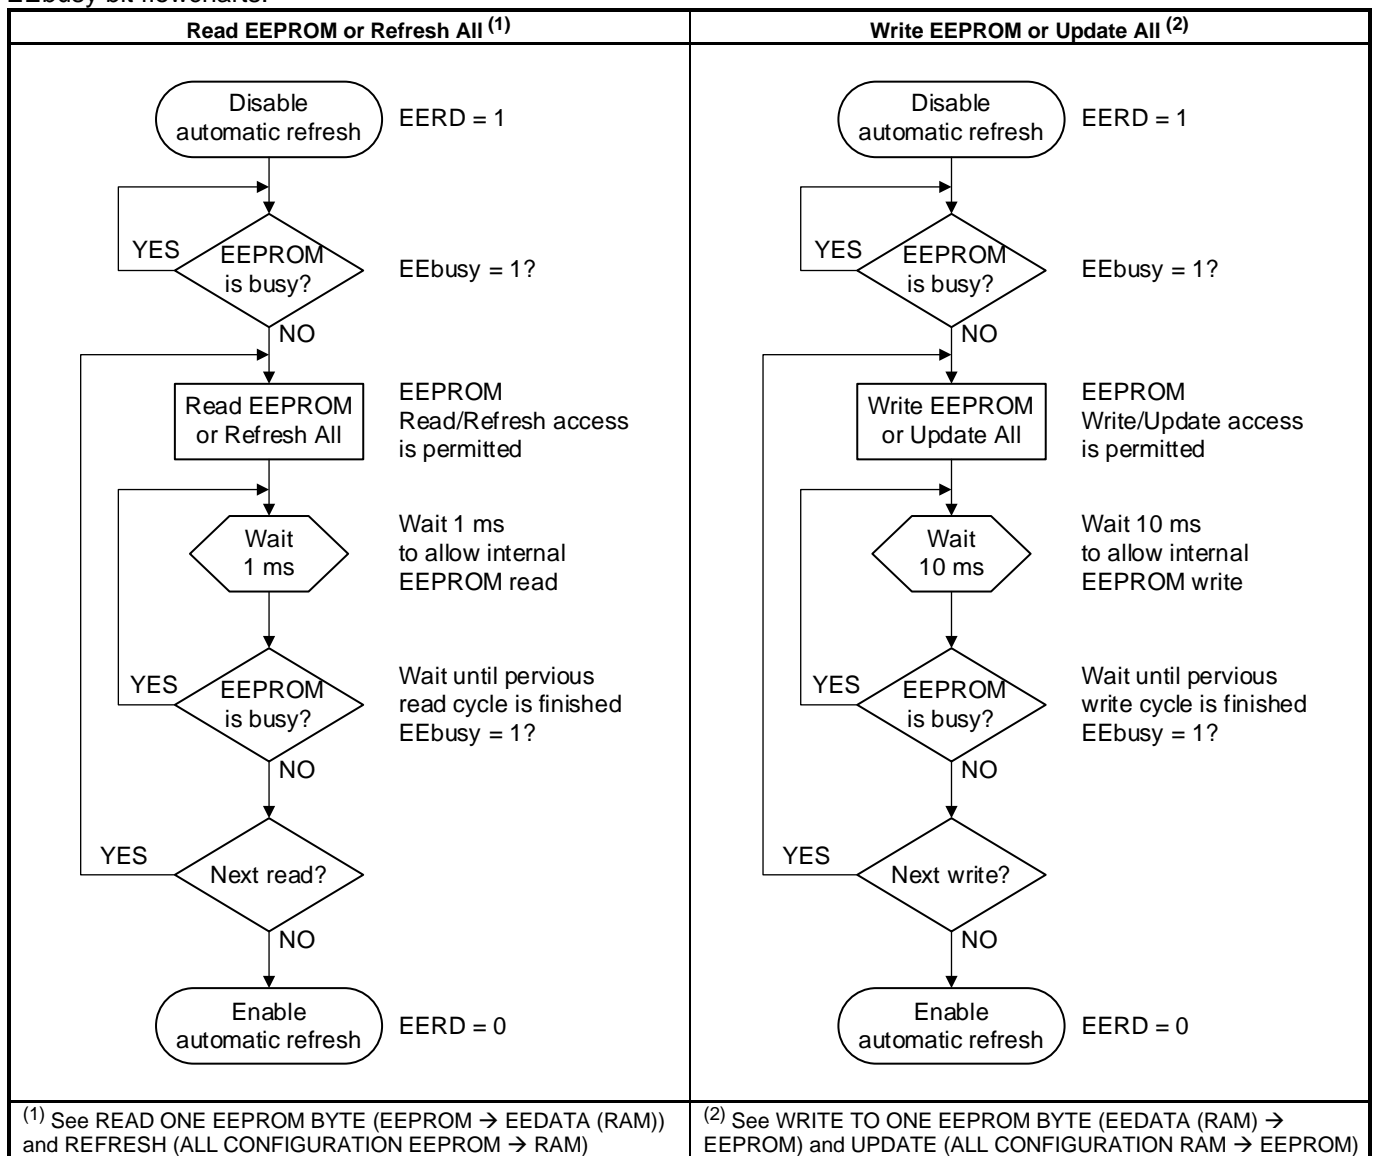 EEbusy bit flowcharts:
Read EEPROM or Refresh All (1)
Disable
automatic refresh
EERD = 1
YES
EEPROM
is busy?
EEbusy = 1?
NO
Read EEPROM
or Refresh All
EEPROM
Read/Refresh access
is permitted
Wait
1 ms
Wait 1 ms
to allow internal
EEPROM read
YES
EEPROM
is busy?
Wait until pervious
read cycle is finished
EEbusy = 1?
NO
YES
Next read?
NO
Enable
automatic refresh
EERD = 0
(1) See READ ONE EEPROM BYTE (EEPROM → EEDATA (RAM))
and REFRESH (ALL CONFIGURATION EEPROM → RAM)
Write EEPROM or Update All (2)
Disable
automatic refresh
EERD = 1
YES
EEPROM
is busy?
EEbusy = 1?
NO
Write EEPROM
or Update All
EEPROM
Write/Update access
is permitted
Wait
10 ms
Wait 10 ms
to allow internal
EEPROM write
YES
EEPROM
is busy?
Wait until pervious
write cycle is finished
EEbusy = 1?
NO
YES
Next write?
NO
Enable
automatic refresh
EERD = 0
(2) See WRITE TO ONE EEPROM BYTE (EEDATA (RAM) →
EEPROM) and UPDATE (ALL CONFIGURATION RAM → EEPROM)